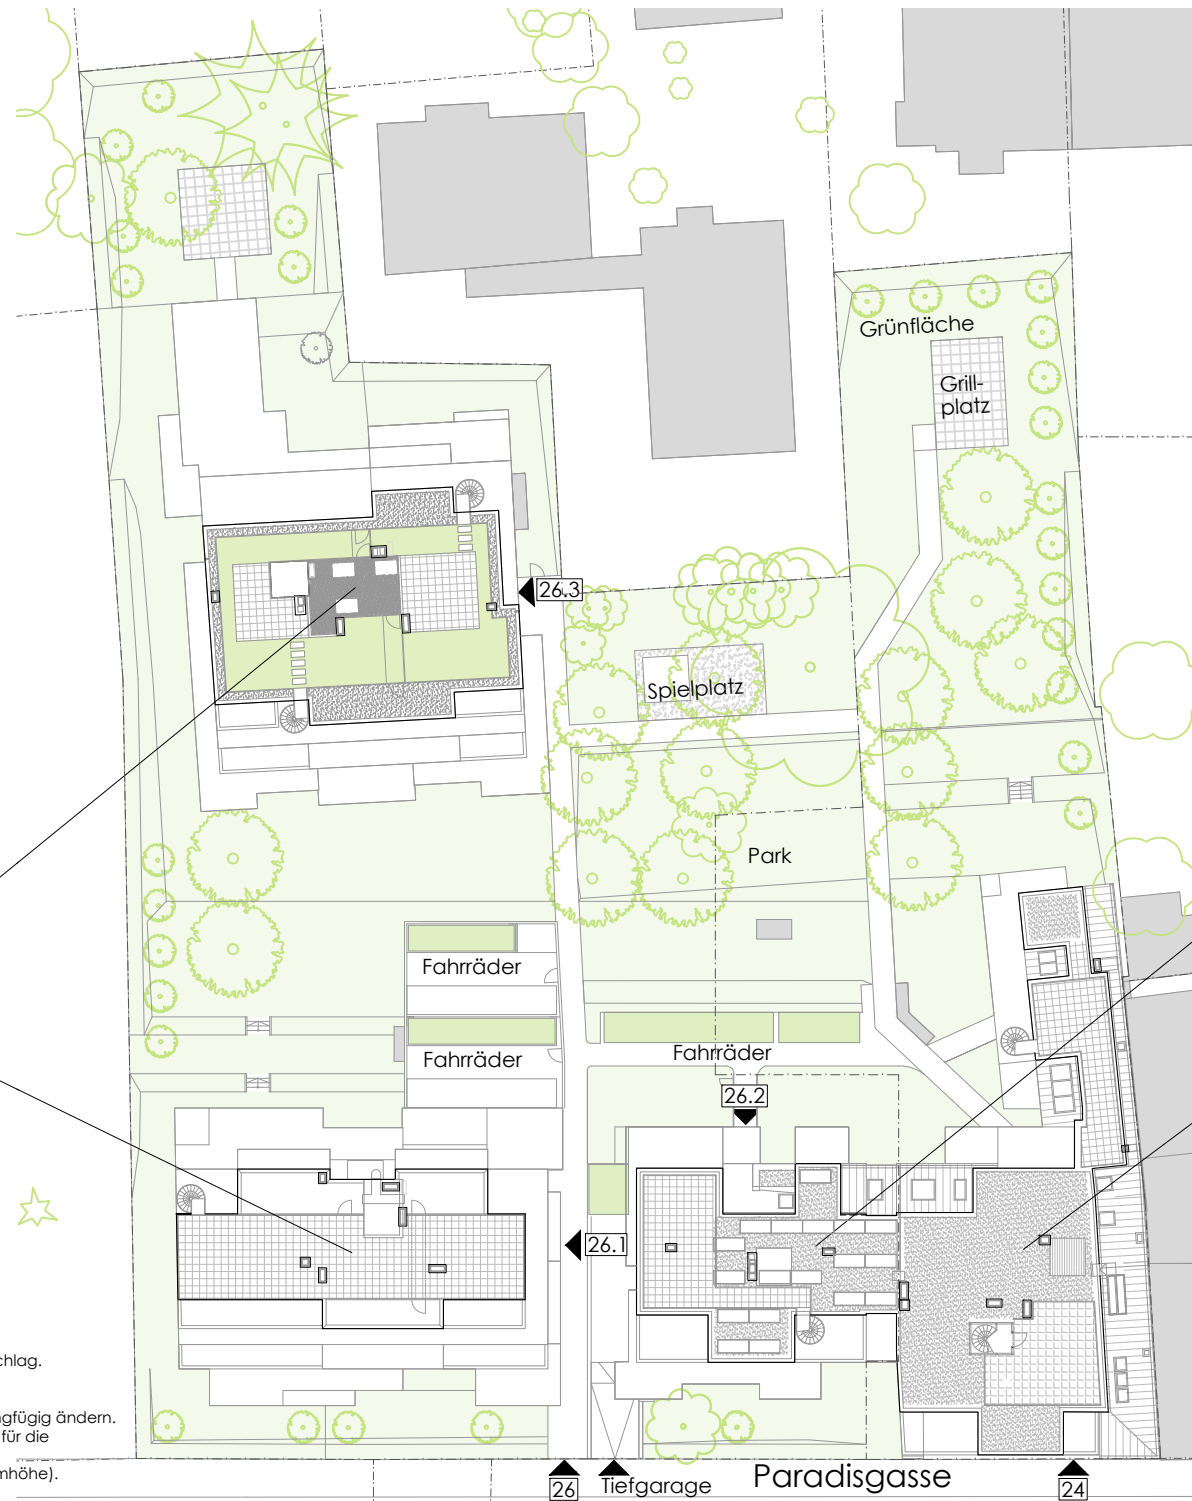 Grünfläche
Grill-
platz
26.3
Spielplatz
Park
Fahrräder
Fahrräder
Fahrräder
26.2
26.1
chlag.
ngfügig ändern.
für die
mhöhe).
26
Tiefgarage
Paradisgasse
24